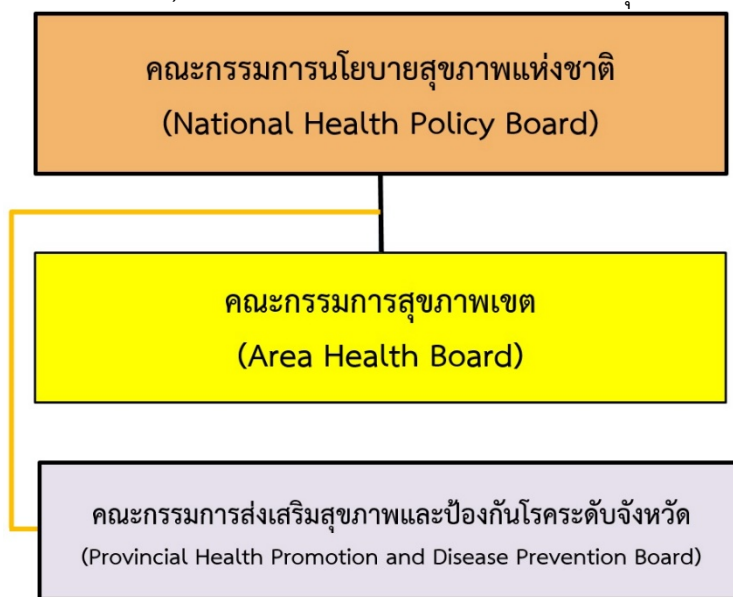 คณะกรรมการนโยบายสุขภาพแห่งชาติ
(National Health Policy Board)
คณะกรรมการสุขภาพเขต
(Area Health Board)
คณะกรรมการส่งเสริมสุขภาพและป้องกันโรคระดับจังหวัด
(Provincial Health Promotion and Disease Prevention Board)